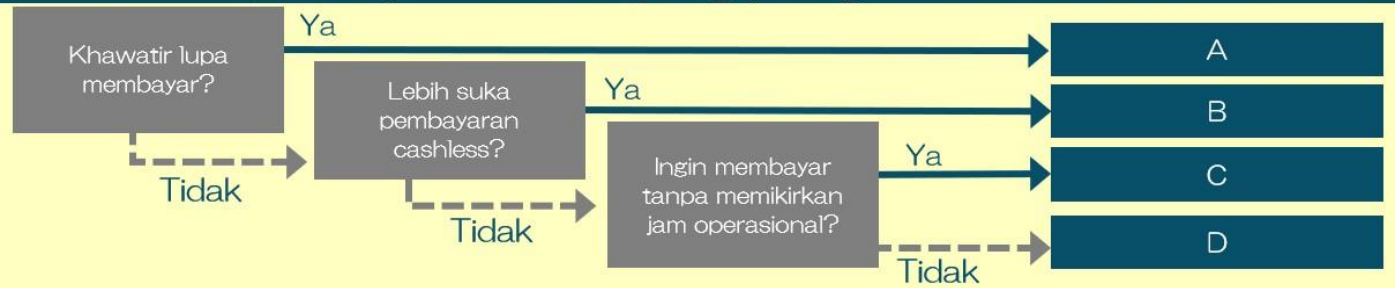 Khawatir lupa
membayar?
Ya
A
Tidak
Lebih suka
pembayaran
cashless?
Ya
B
Tidak
Ingin membayar
tanpa memikirkan
jam operasional?
Ya
C
Tidak
D